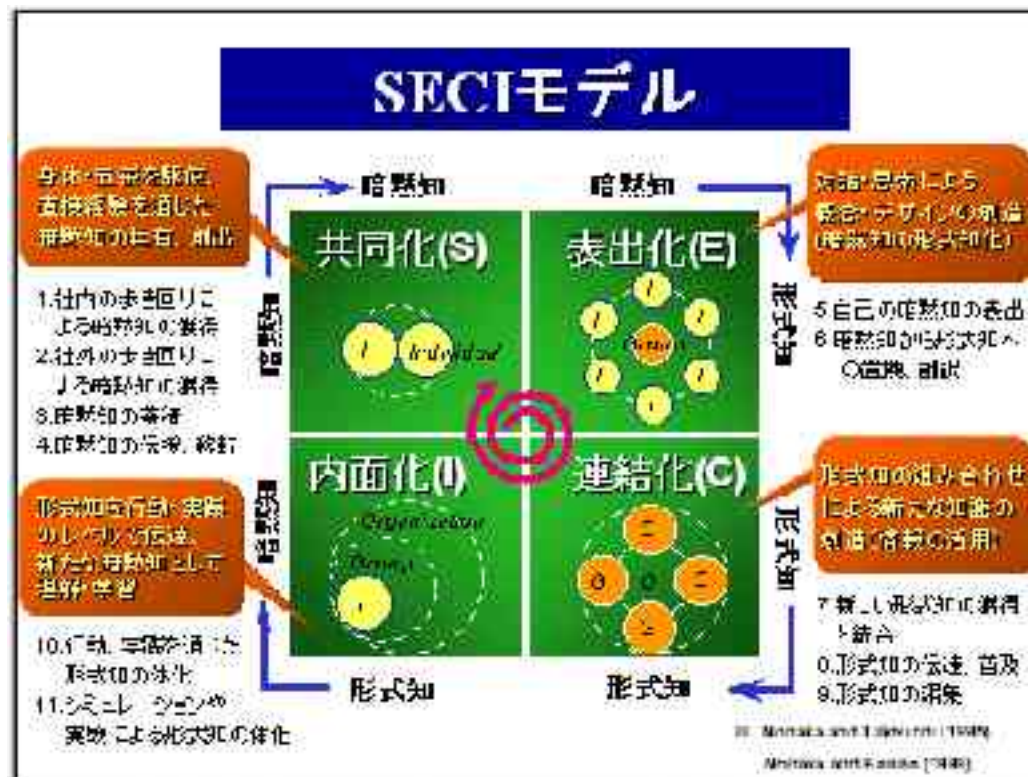 SECIモデル
身体・五感を駆使、
直接経験を通じた
暗黙知の共有、創出
1.社内の歩き回りに
よる暗黙知の獲得
2.社外の歩き回りに
よる暗黙知の獲得
3.暗黙知の蓄積
4.暗黙知の伝授、移転
暗黙知
暗黙知
共同化(S)
I
Individual
暗黙知
表出化(E)
I
I
I
I
I
I
Group
形式知
対話・思索による
概念・デザインの創造
(暗黙知の形式知化)
5.自己の暗黙知の表出
6.暗黙知から形式知へ
の置換、翻訳
形式知を行動・実践
のレベルで伝達、
新たな暗黙知として
理解・学習
10.行動、実践を通じた
形式知の体化
11.シミュレーションや
実験による形式知の体化
暗黙知
内面化(I)
Organization
Group
形式知
連結化(C)
G
形式知
形式知
形式知の組み合わせ
による新たな知識の
創造(情報の活用)
7.新しい形式知の獲得
と統合
8.形式知の伝達、普及
9.形式知の編集
Nonaka and Takeuchi (1995)
Nonaka and